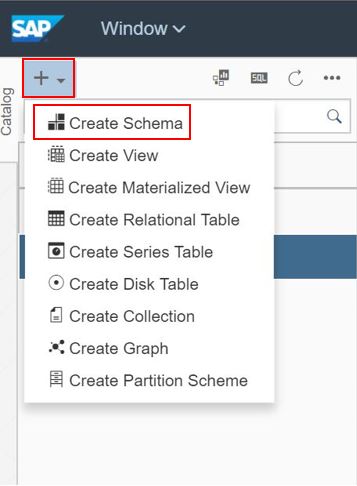 SAP
Window
Catalog
SQL
Create Schema
Create View
Create Materialized View
Create Relational Table
Create Series Table
Create Disk Table
Create Collection
Create Graph
Create Partition Scheme